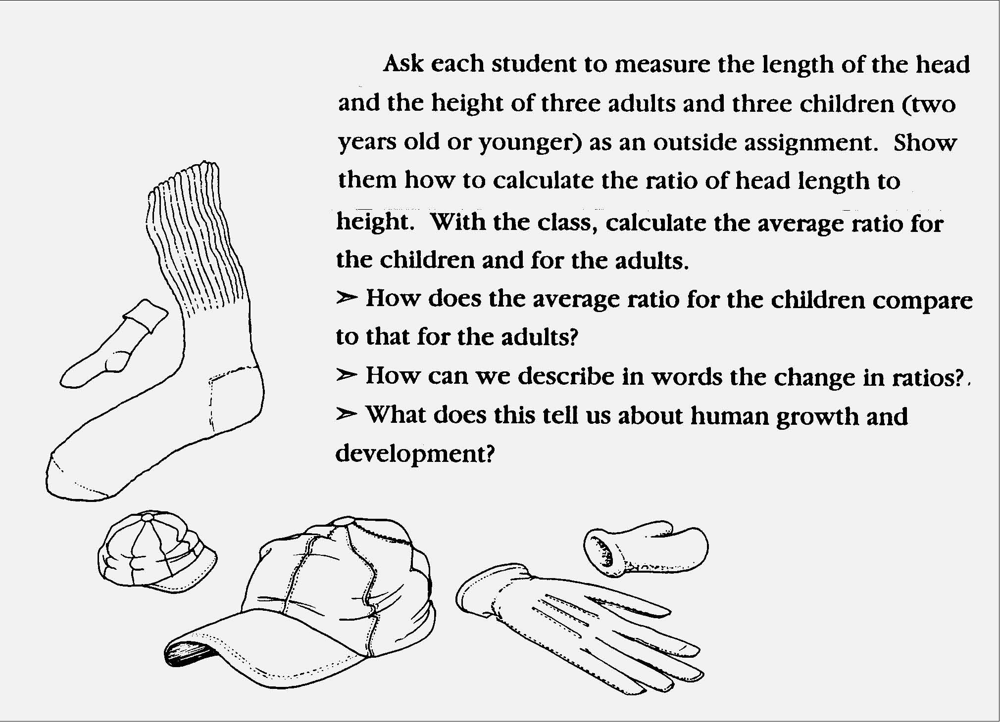 Ask each student to measure the length of the head
and the height of three adults and three children (two
years old or younger) as an outside assignment. Show
them how to calculate the ratio of head length to
height. With the class, calculate the average ratio for
the children and for the adults.
➤ How does the average ratio for the children compare
to that for the adults?
➤ How can we describe in words the change in ratios?
➤ What does this tell us about human growth and
development?